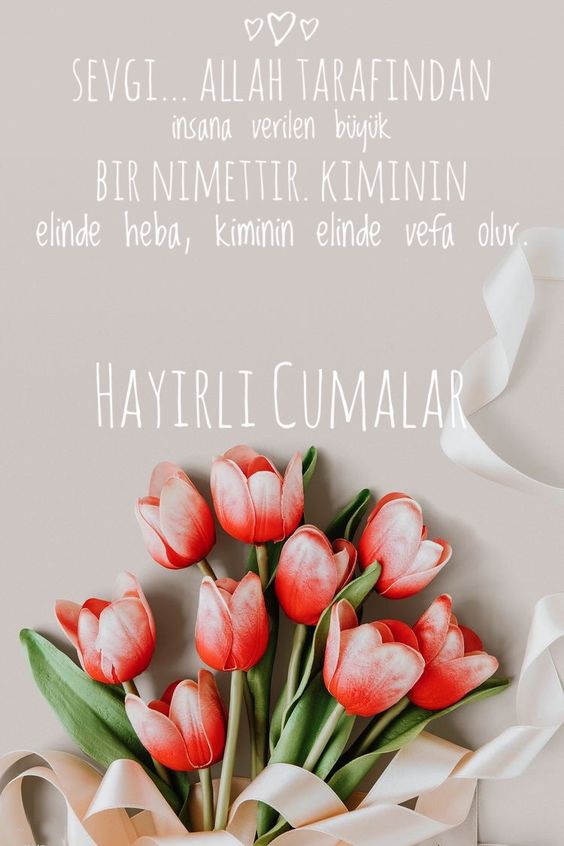 SEVGI... ALLAH TARAFINDAN
insana verilen büyük
BIR NIMETTIR. KIMININ
elinde heba, kiminin elinde vefa olur.
HAYIRLI CUMALAR